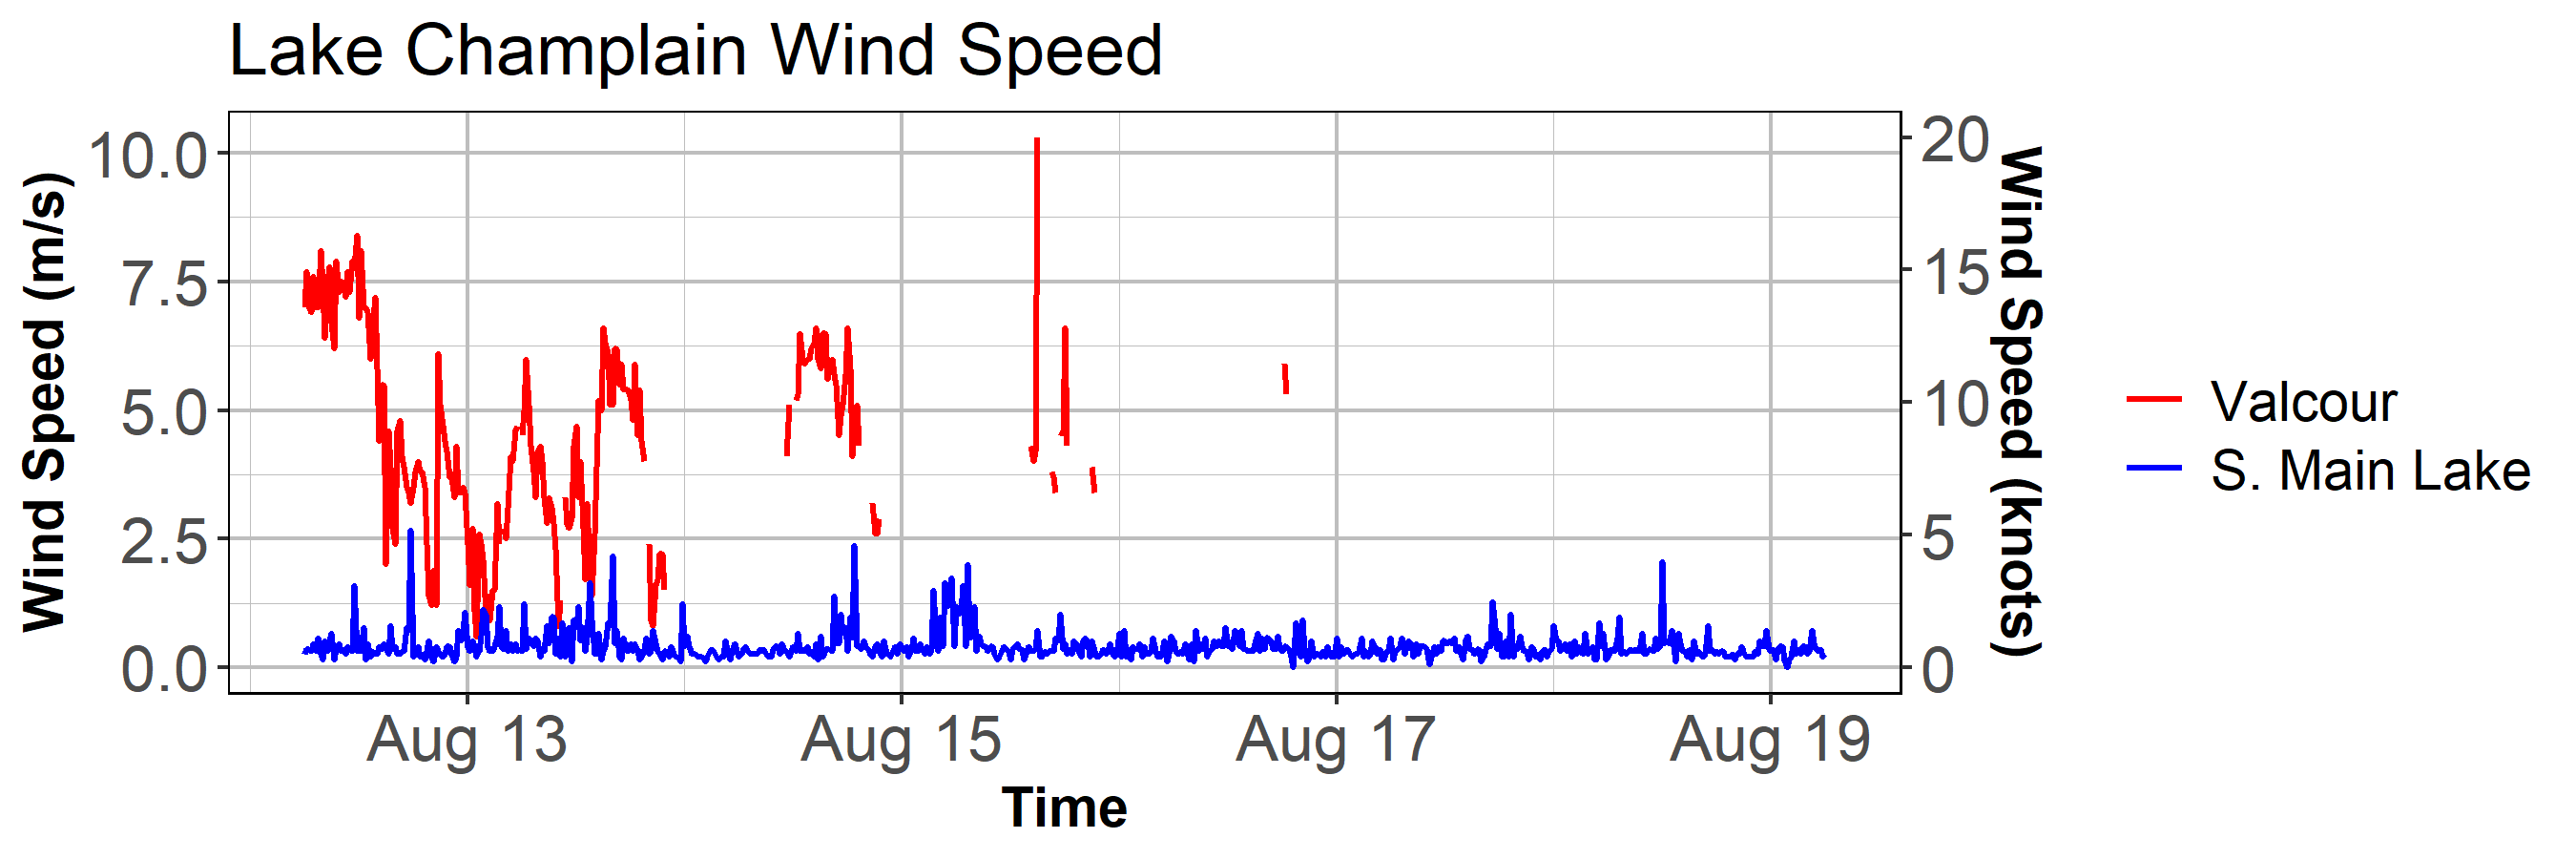 Lake Champlain Wind Speed
Wind Speed (m/s)
10.0
7.5
5.0
2.5
0.0
20
15
10
5
0
Wind Speed (knots)
Aug 13
Aug 15
Aug 17
Aug 19
Time
Valcour
S. Main Lake